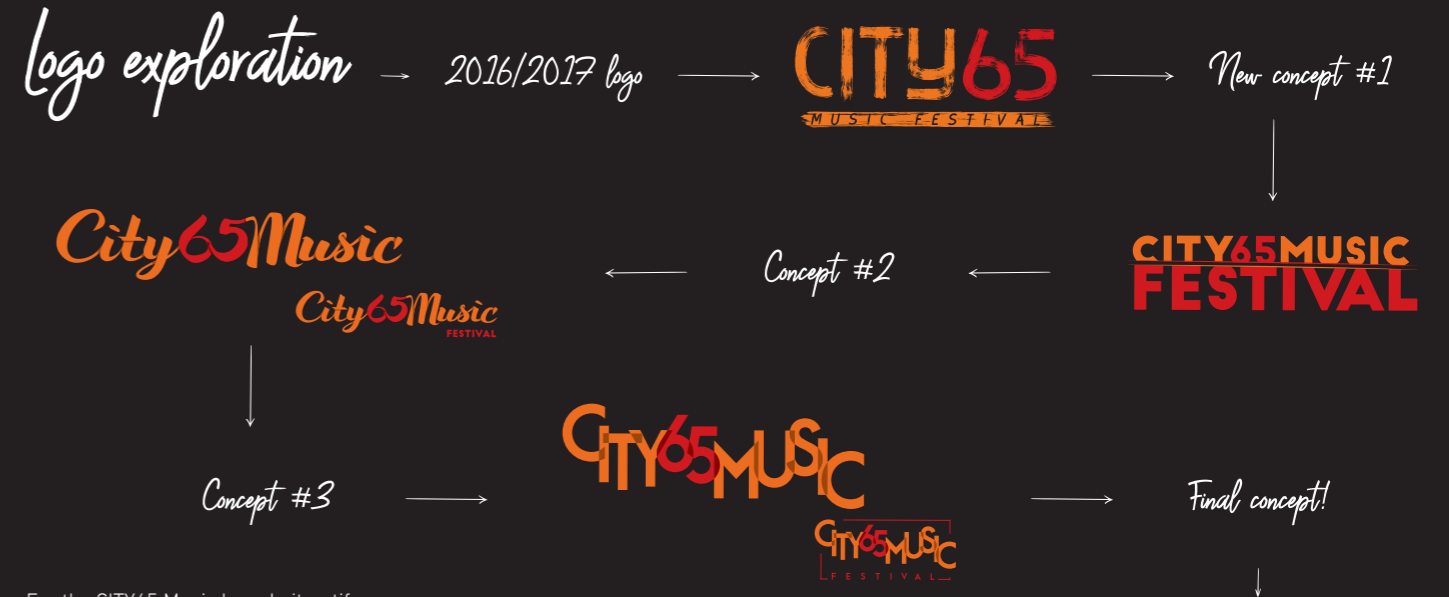 Logo exploration
2016/2017 logo
CITY65
MUSIC FESTIVAL
New concept #1
CITY65MUSIC
FESTIVAL
Concept #2
City65Music
City65Music
FESTIVAL
Concept #3
CITY65MUSIC
CITY65MUSIC
FESTIVAL
Final concept!